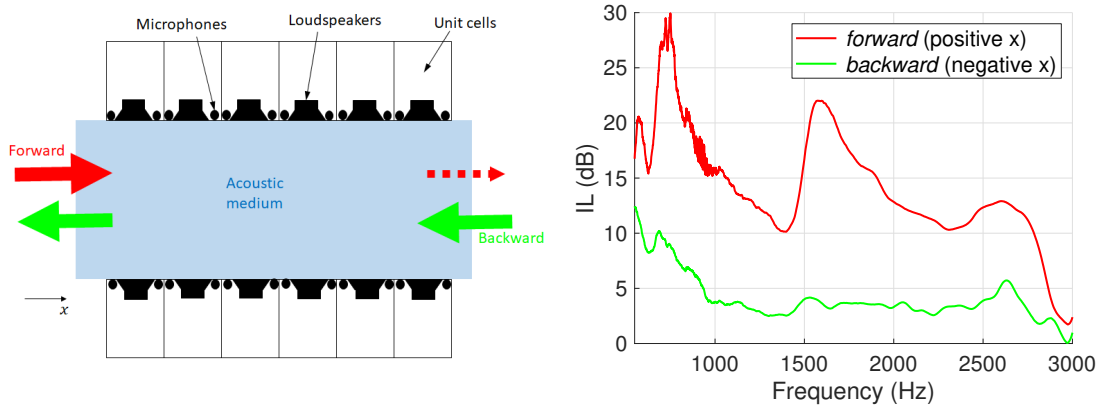 Microphones
Loudspeakers
Unit cells
Forward
Acoustic
medium
Backward
x
30
25
20
15
10
5
0
IL (dB)
forward (positive x)
backward (negative x)
1000
1500
2000
2500
3000
Frequency (Hz)